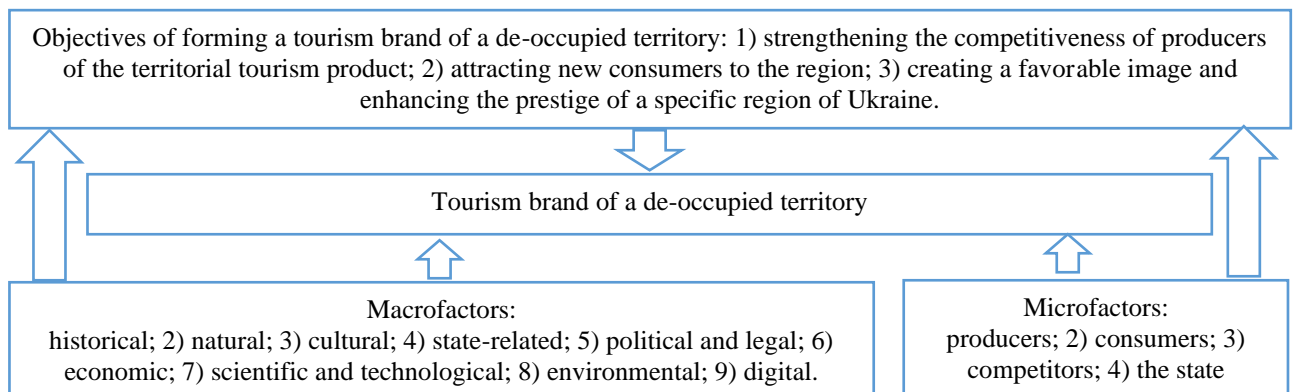 Objectives of forming a tourism brand of a de-occupied territory: 1) strengthening the competitiveness of producers
of the territorial tourism product; 2) attracting new consumers to the region; 3) creating a favorable image and
enhancing the prestige of a specific region of Ukraine.
Tourism brand of a de-occupied territory
Macrofactors:
historical; 2) natural; 3) cultural; 4) state-related; 5) political and legal; 6)
economic; 7) scientific and technological; 8) environmental; 9) digital.
Microfactors:
producers; 2) consumers; 3)
competitors; 4) the state